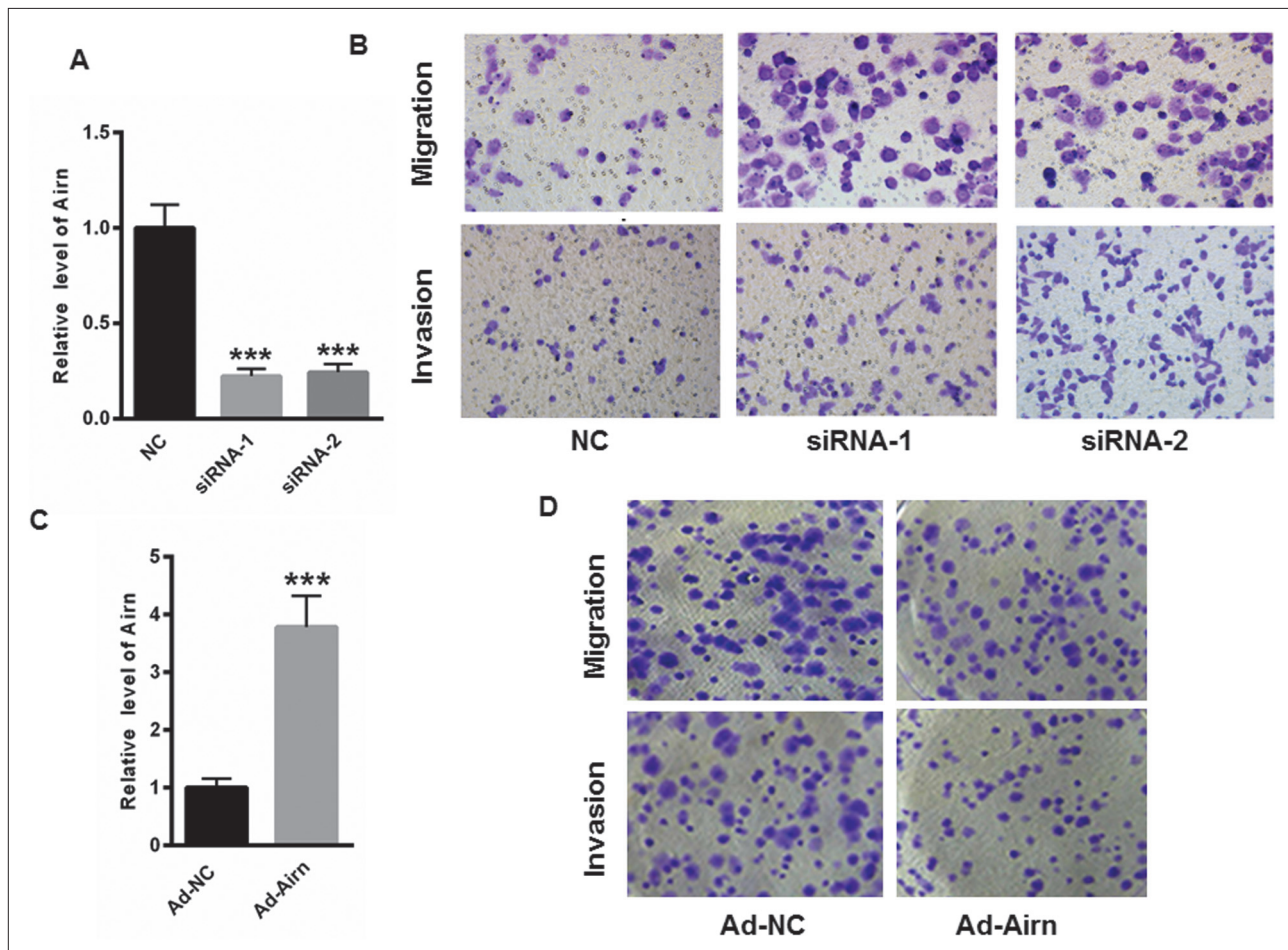 A
Relative level of Airn
1.5
1.0
0.5
0.0
***
***
NC
siRNA-1
siRNA-2
B
Migration
Invasion
NC
siRNA-1
siRNA-2
C
Relative level of Airn
5
4
3
2
1
0
***
Ad-NC
Ad-Airn
D
Migration
Invasion
Ad-NC
Ad-Airn